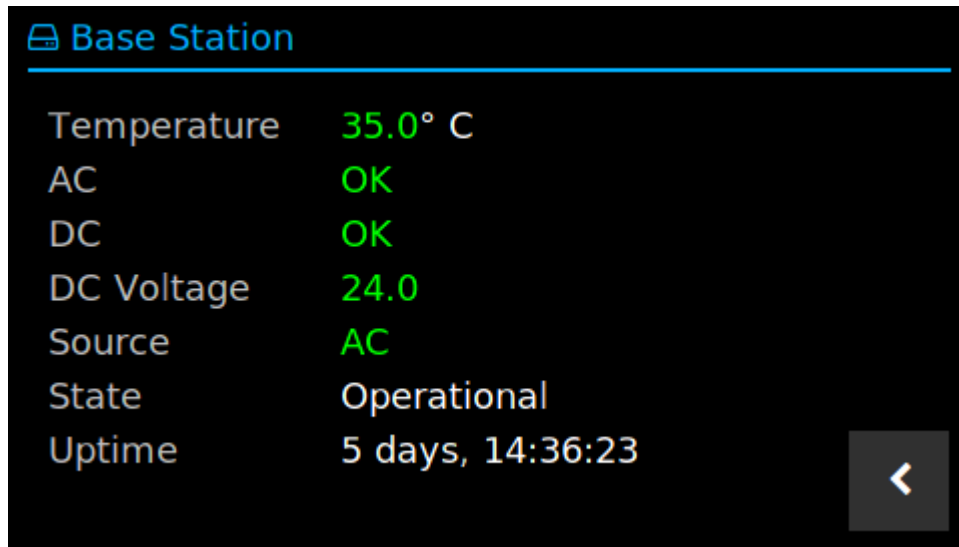 Base Station
Temperature 35.0° C
AC OK
DC OK
DC Voltage 24.0
Source AC
State Operational
Uptime 5 days, 14:36:23